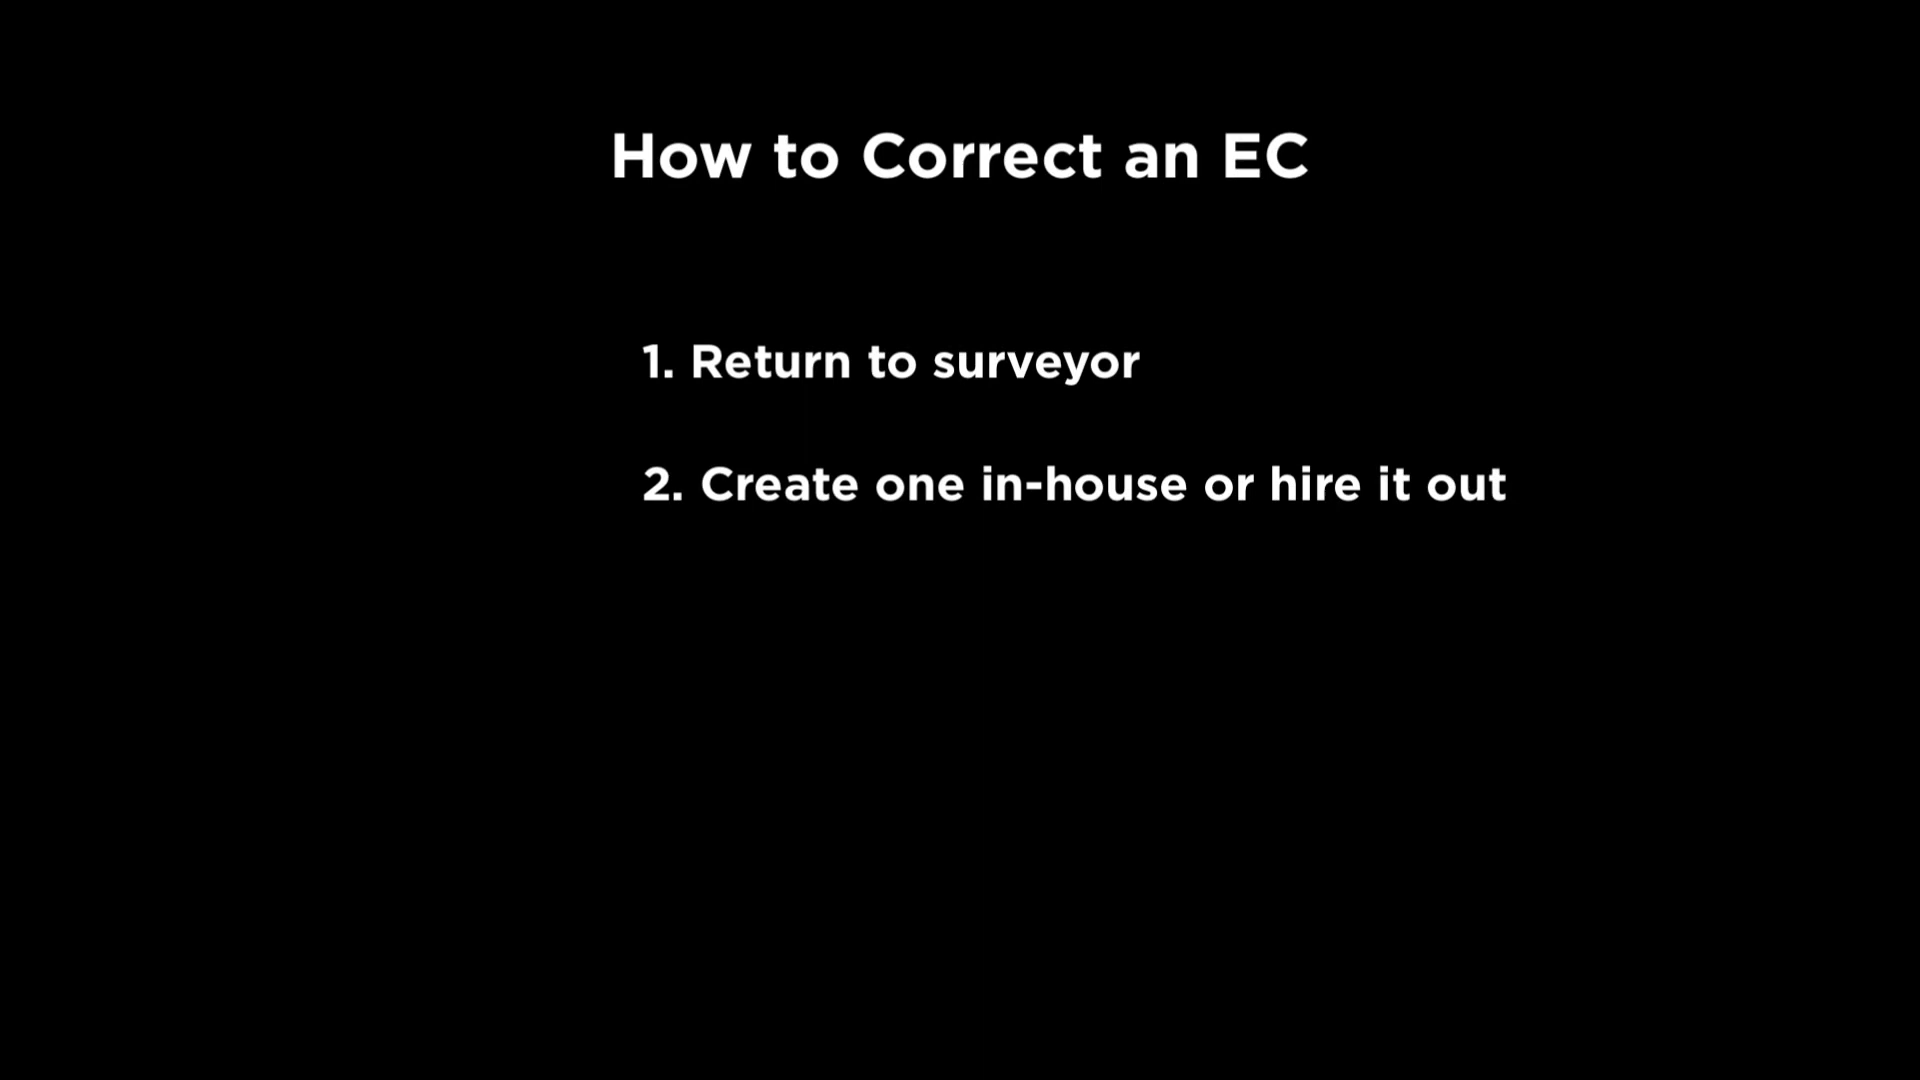 How to Correct an EC
1. Return to surveyor
2. Create one in-house or hire it out